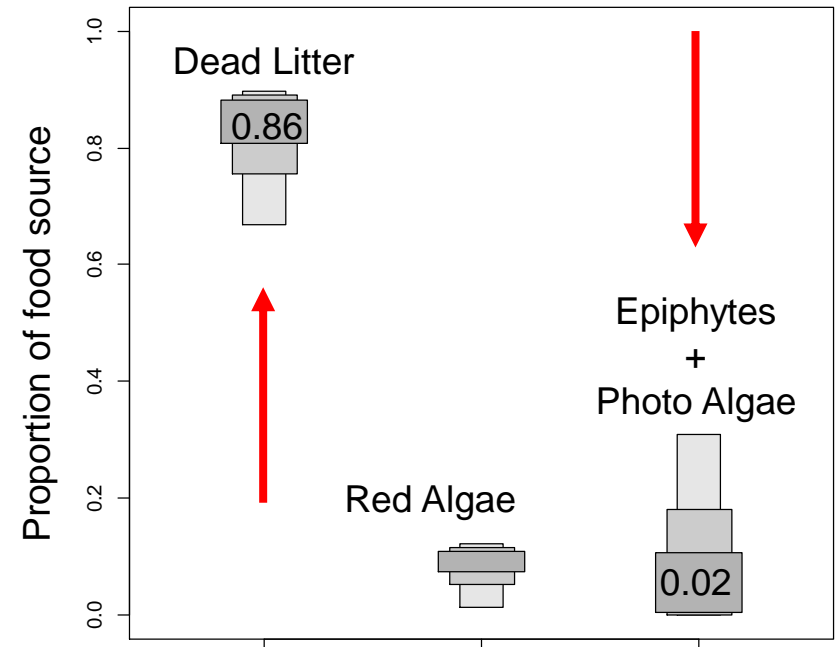 Proportion of food source
1.0
0.8
0.6
0.4
0.2
0.0
Dead Litter
0.86
Red Algae
Epiphytes
+
Photo Algae
0.02